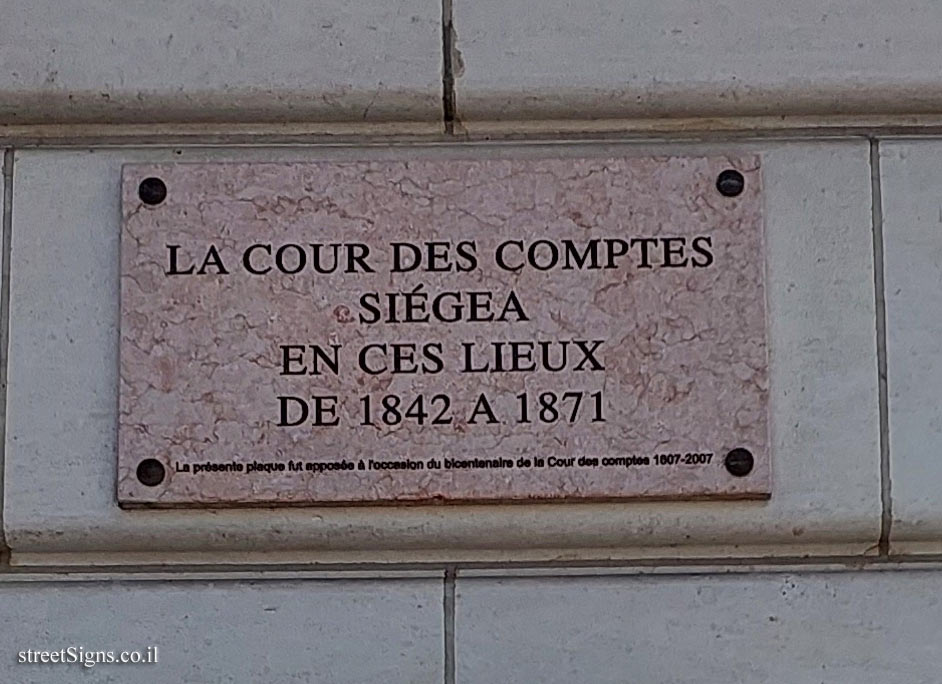 LA COUR DES COMPTES
SIÉGEA
EN CES LIEUX
DE 1842 A 1871
La présente plaque fut apposée à l'occasion du bicentenaire de la Cour des comptes 1807-2007
streetSigns.co.il